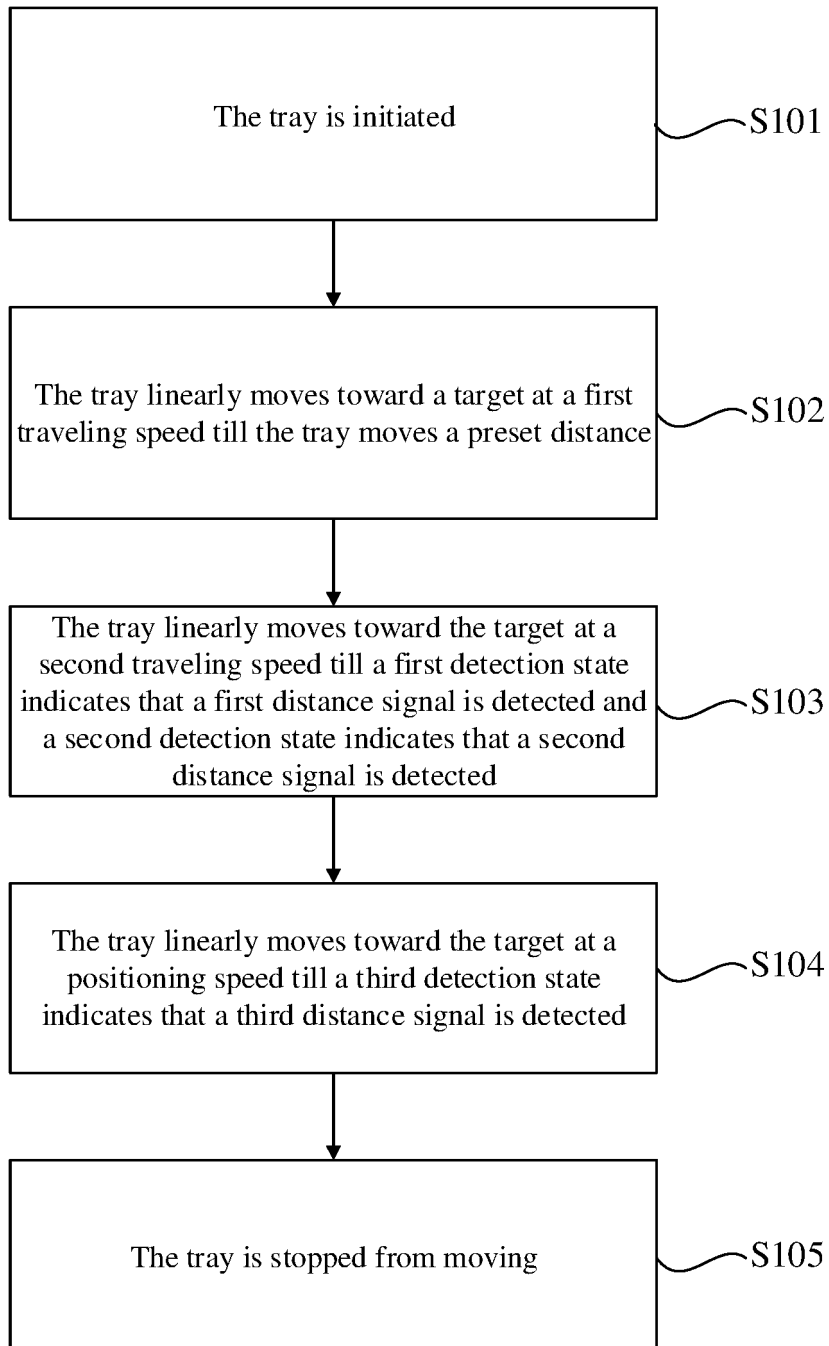 The tray is initiated
S101
The tray linearly moves toward a target at a first
traveling speed till the tray moves a preset distance
S102
The tray linearly moves toward the target at a
second traveling speed till a first detection state
indicates that a first distance signal is detected and
a second detection state indicates that a second
distance signal is detected
S103
The tray linearly moves toward the target at a
positioning speed till a third detection state
indicates that a third distance signal is detected
S104
The tray is stopped from moving
S105